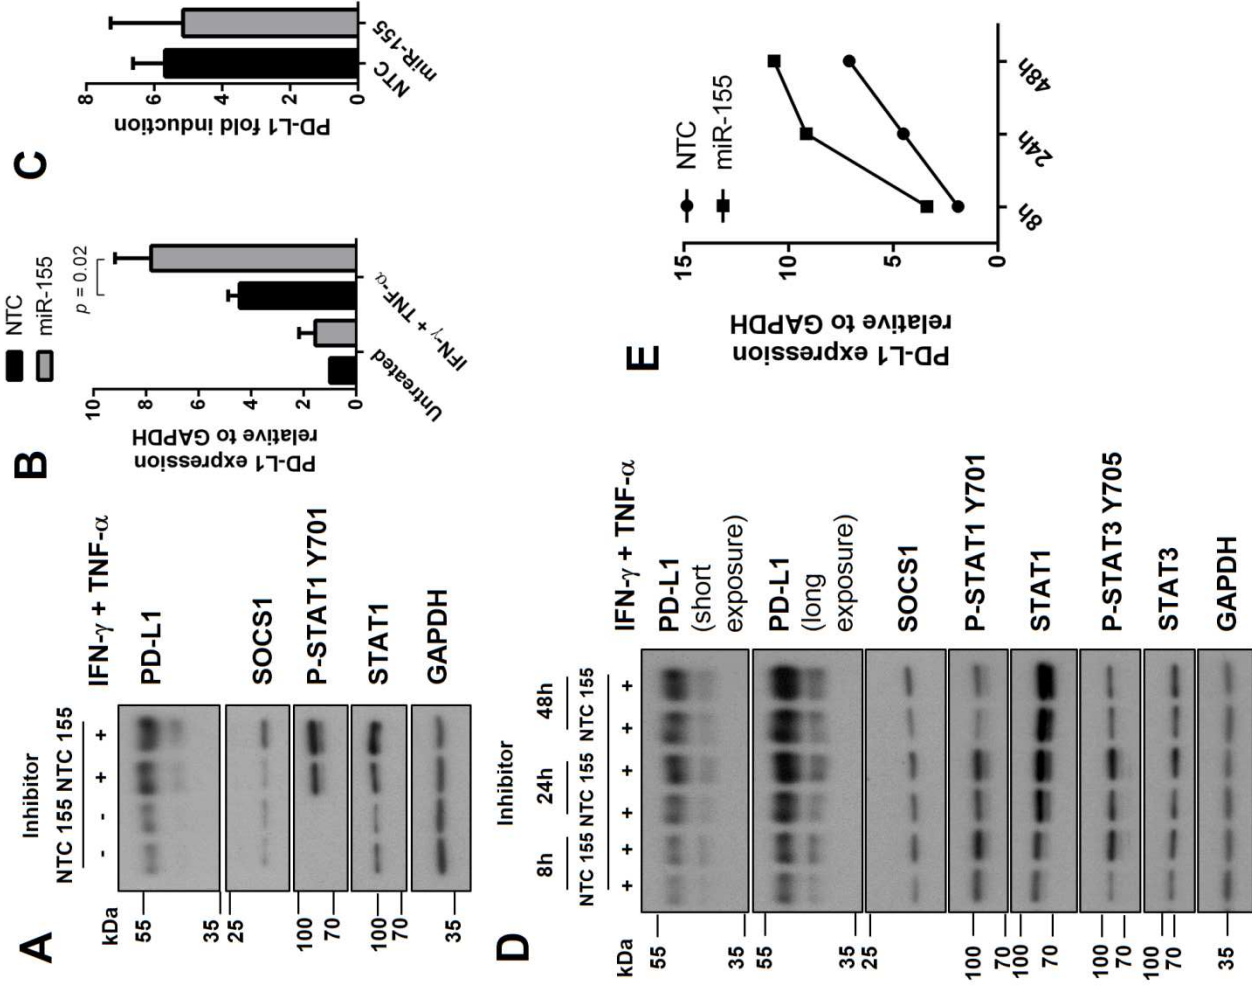 A
Inhibitor
NTC 155 NTC 155
kDa
- - + + IFN-γ + TNF-α
55
PD-L1
35
25
SOCS1
100
P-STAT1 Y701
70
100
STAT1
70
GAPDH
35
B
NTC
miR-155
p = 0.02
PD-L1 expression
relative to GAPDH
10
8
6
4
2
0
Untreated
IFN-γ + TNF-α
C
PD-L1 fold induction
8
6
4
2
0
NTC
miR-155
D
Inhibitor
8h 24h 48h
NTC 155 NTC 155 NTC 155
kDa
+ + + + + + IFN-γ + TNF-α
55
PD-L1
(short
exposure)
35
55
PD-L1
(long
exposure)
35
25
SOCS1
100
P-STAT1 Y701
70
100
STAT1
70
100
P-STAT3 Y705
70
100
STAT3
70
GAPDH
35
E
NTC
miR-155
PD-L1 expression
relative to GAPDH
15
10
5
0
8h
24h
48h